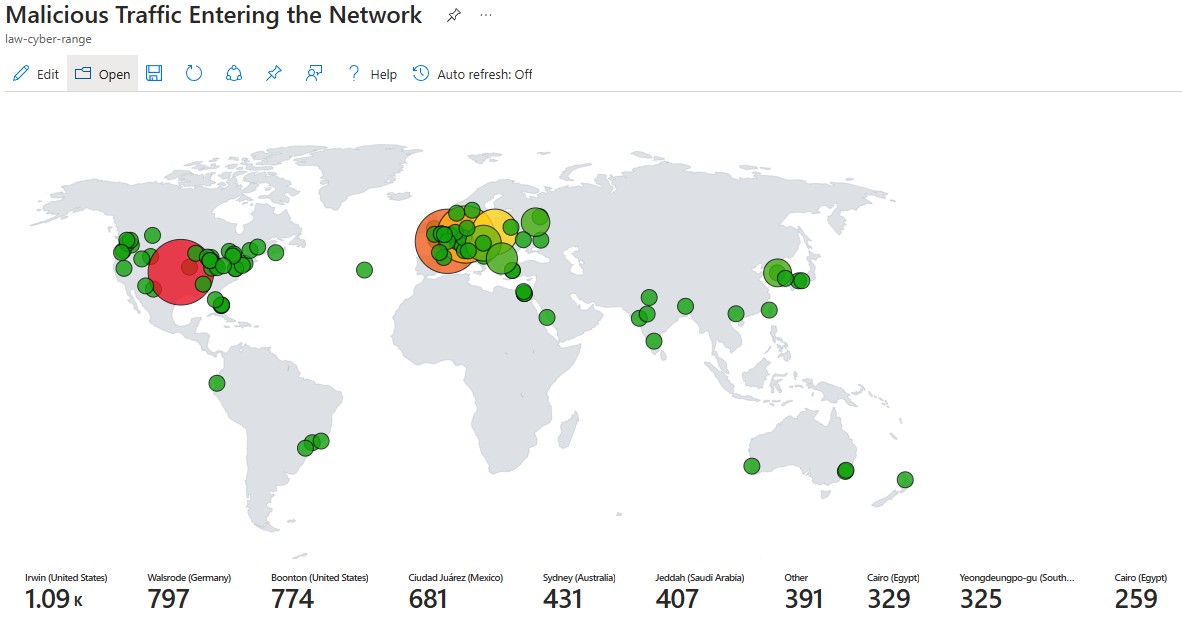 Malicious Traffic Entering the Network
law-cyber-range
Edit Open Help Auto refresh: Off
Irwin (United States) Walsrode (Germany) Boonton (United States) Ciudad Juárez (Mexico) Sydney (Australia) Jeddah (Saudi Arabia) Other Cairo (Egypt) Yeongdeungpo-gu (South... Cairo (Egypt)
1.09 K 797 774 681 431 407 391 329 325 259